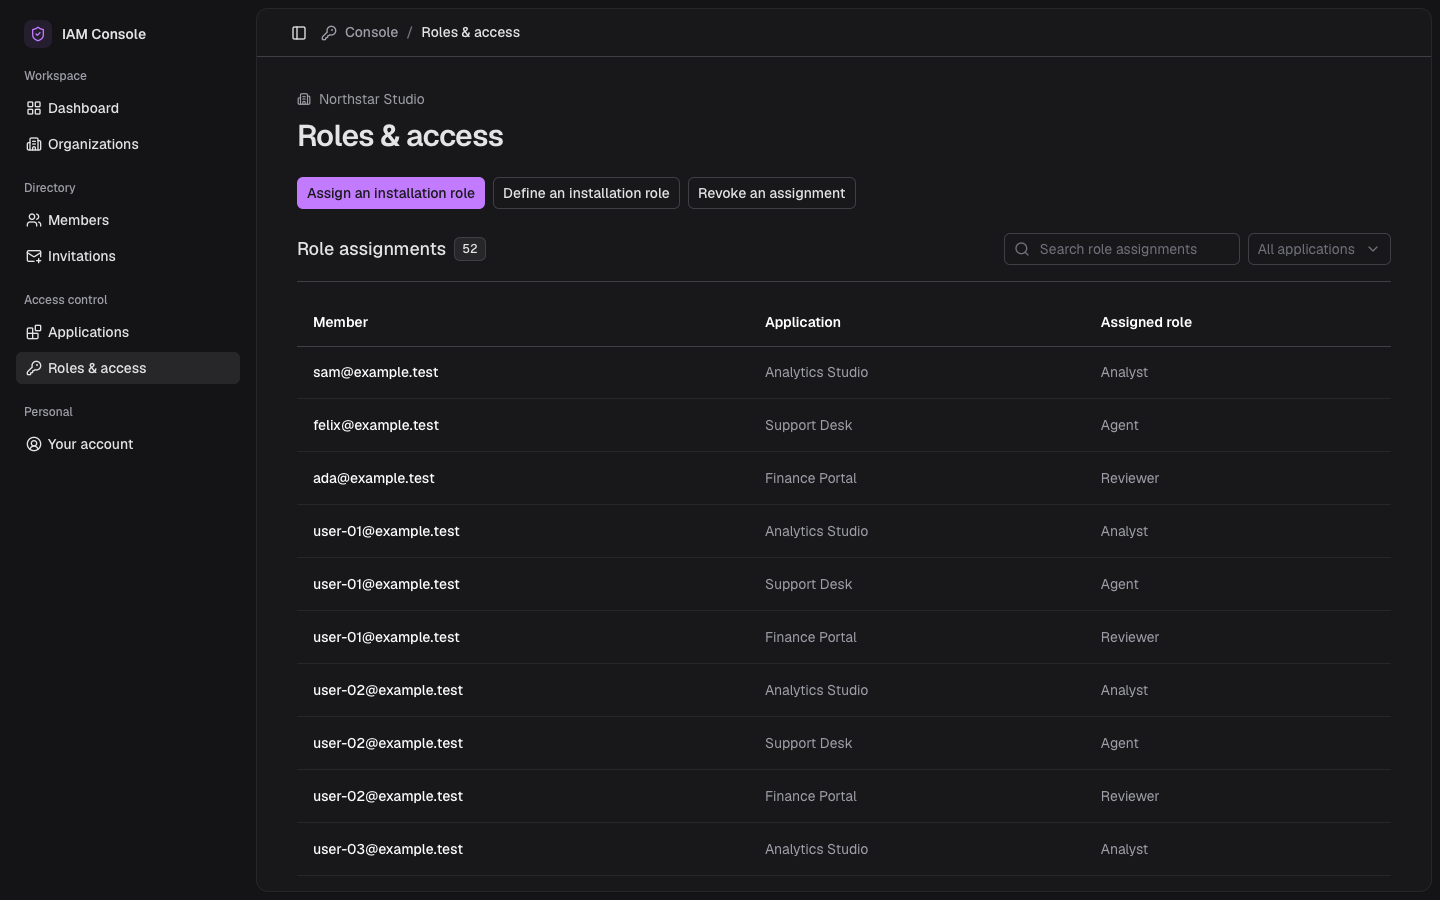 IAM Console
Workspace
Dashboard
Organizations
Directory
Members
Invitations
Access control
Applications
Roles & access
Personal
Your account
Console / Roles & access
Northstar Studio
Roles & access
Assign an installation role
Define an installation role
Revoke an assignment
Role assignments 52
Search role assignments
All applications
Member Application Assigned role
sam@example.test Analytics Studio Analyst
felix@example.test Support Desk Agent
ada@example.test Finance Portal Reviewer
user-01@example.test Analytics Studio Analyst
user-01@example.test Support Desk Agent
user-01@example.test Finance Portal Reviewer
user-02@example.test Analytics Studio Analyst
user-02@example.test Support Desk Agent
user-02@example.test Finance Portal Reviewer
user-03@example.test Analytics Studio Analyst